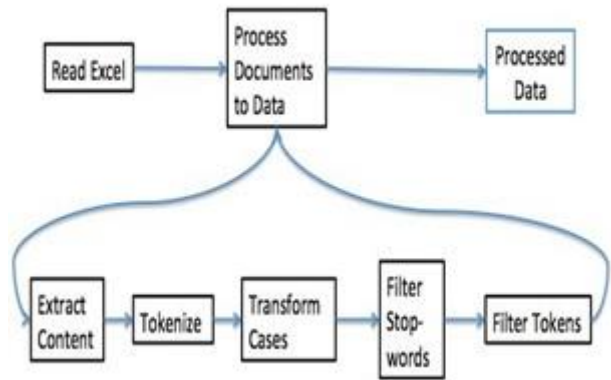 Read Excel
Process
Documents
to Data
Processed
Data
Extract
Content
Tokenize
Transform
Cases
Filter
Stop-
words
Filter Tokens